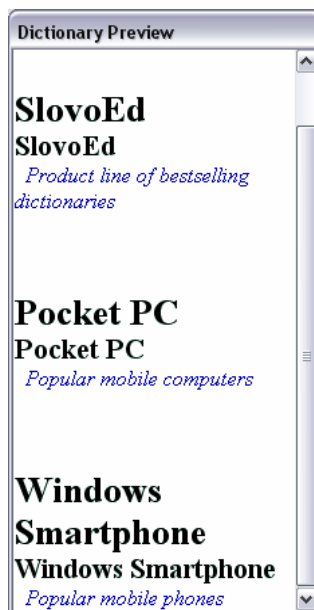 Dictionary Preview
SlovoEd
SlovoEd
Product line of bestselling
dictionaries
Pocket PC
Pocket PC
Popular mobile computers
Windows
Smartphone
Windows Smartphone
Popular mobile phones